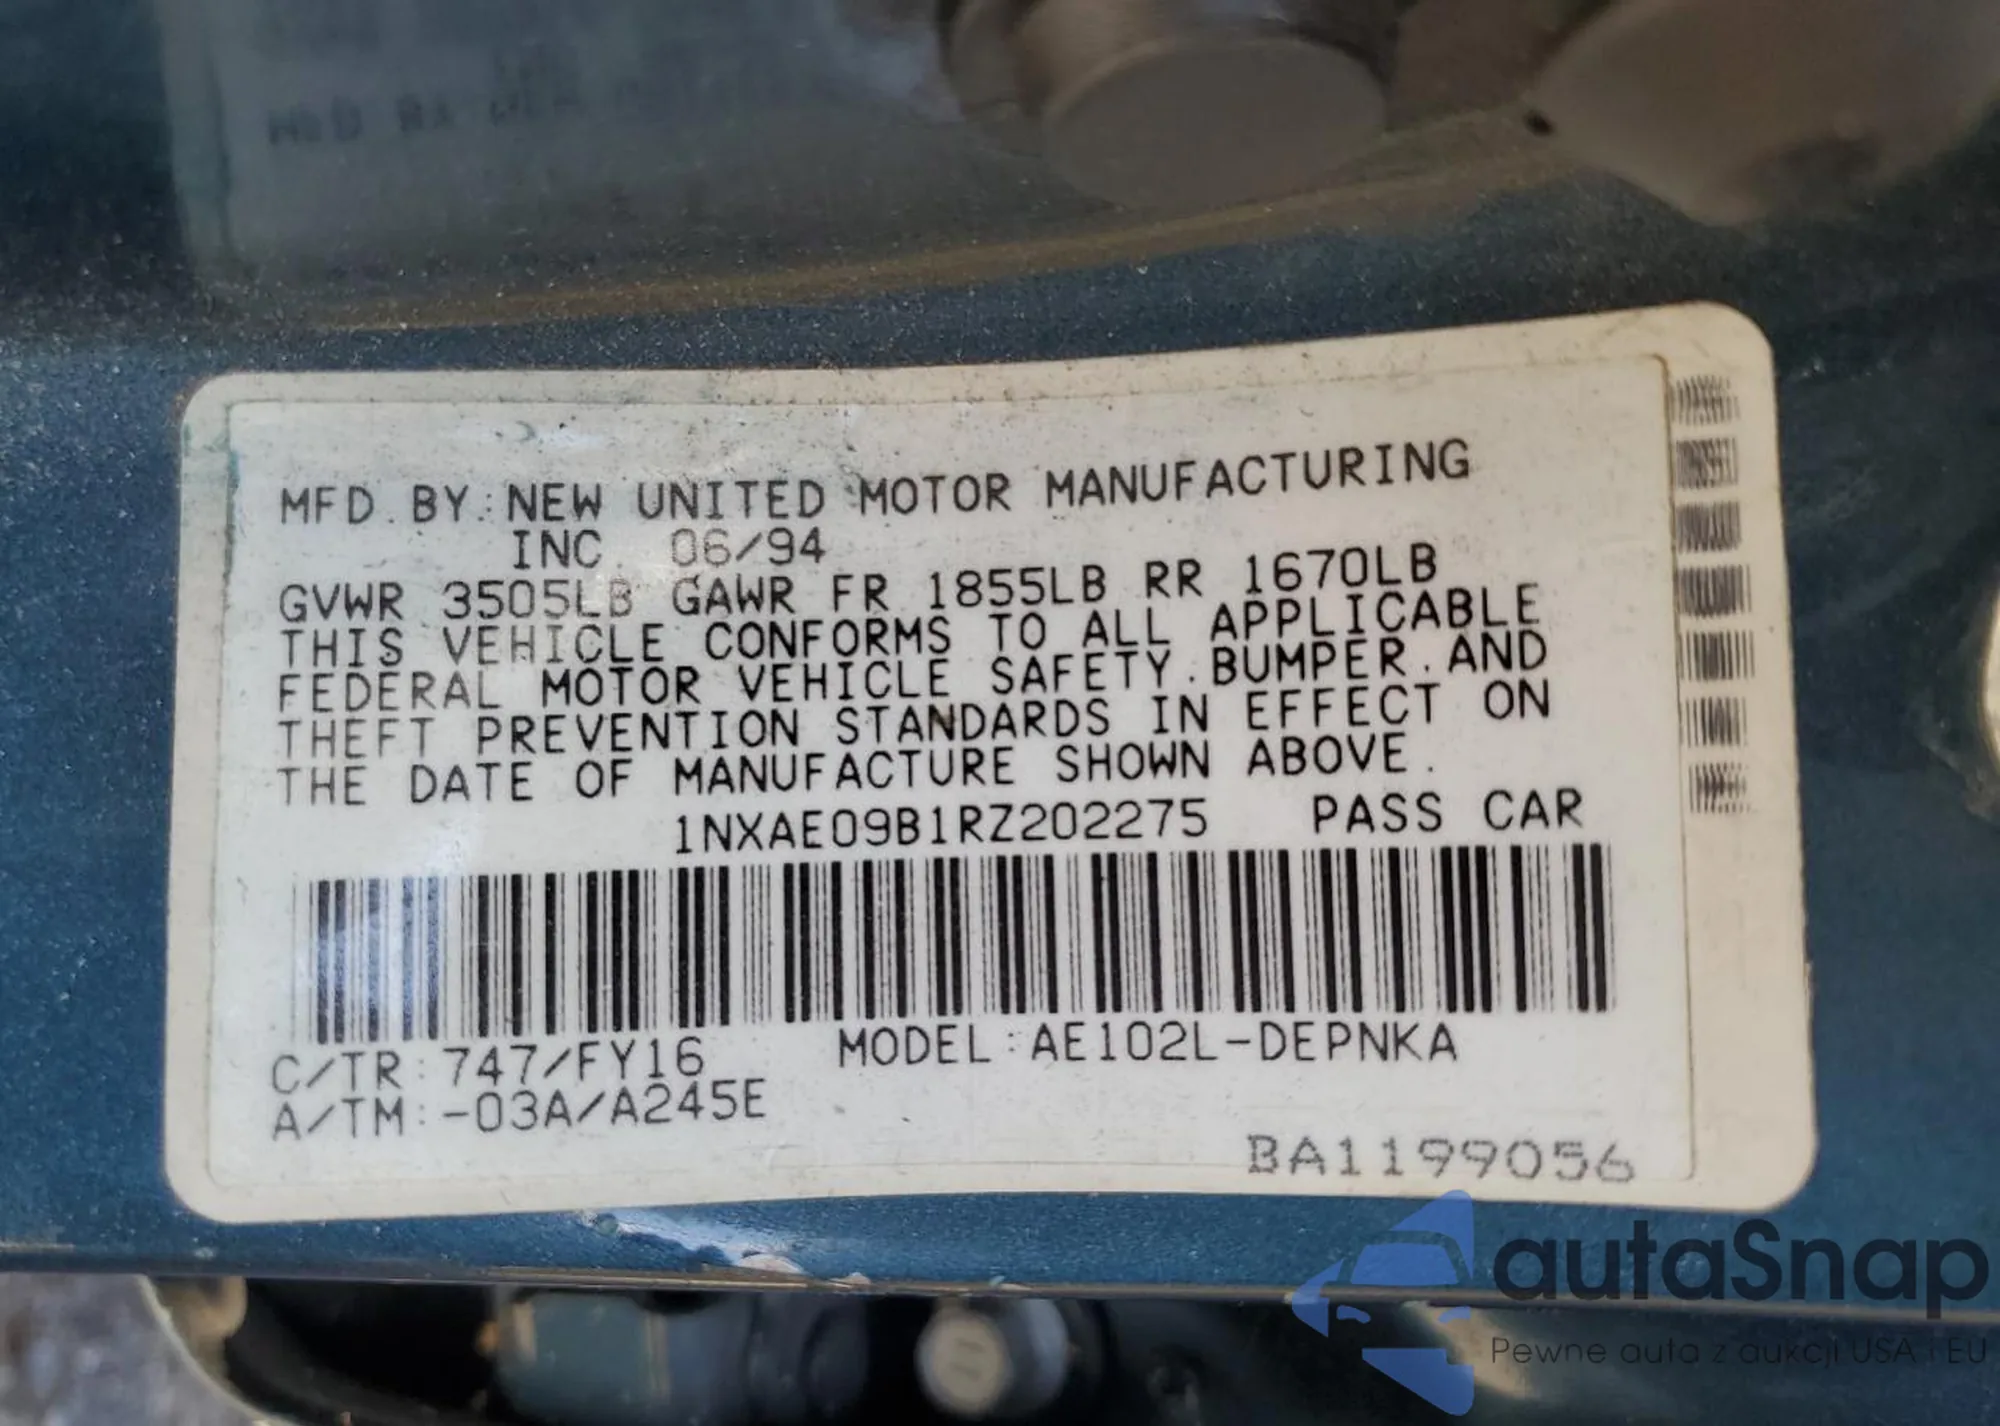 MFD. BY: NEW UNITED MOTOR MANUFACTURING
INC. 06/94
GVWR 3505LB GAWR FR 1855LB RR 1670LB
THIS VEHICLE CONFORMS TO ALL APPLICABLE
FEDERAL MOTOR VEHICLE SAFETY.BUMPER.AND
THEFT PREVENTION STANDARDS IN EFFECT ON
THE DATE OF MANUFACTURE SHOWN ABOVE.
1NXAE09B1RZ202275 PASS CAR
C/TR:747/FY16 MODEL:AE102L-DEPNKA
A/TM:-03A/A245E
BA1199056
autaSnap
Pewne auta z aukcji USA i EU